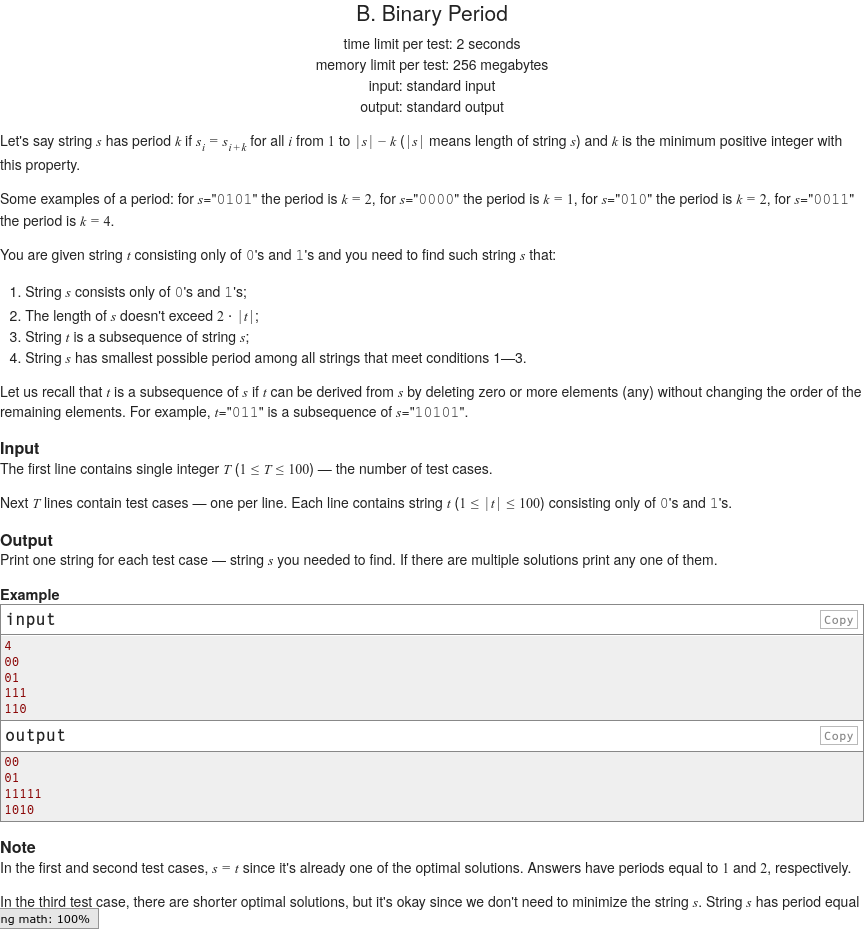 B. Binary Period
time limit per test: 2 seconds
memory limit per test: 256 megabytes
input: standard input
output: standard output
Let's say string s has period k if s_i = s_{i+k} for all i from 1 to |s| − k (|s| means length of string s) and k is the minimum positive integer with
this property.
Some examples of a period: for s="0101" the period is k = 2, for s="0000" the period is k = 1, for s="010" the period is k = 2, for s="0011"
the period is k = 4.
You are given string t consisting only of 0's and 1's and you need to find such string s that:
1. String s consists only of 0's and 1's;
2. The length of s doesn't exceed 2 · |t|;
3. String t is a subsequence of string s;
4. String s has smallest possible period among all strings that meet conditions 1—3.
Let us recall that t is a subsequence of s if t can be derived from s by deleting zero or more elements (any) without changing the order of the
remaining elements. For example, t="011" is a subsequence of s="10101".
Input
The first line contains single integer T (1 ≤ T ≤ 100) — the number of test cases.
Next T lines contain test cases — one per line. Each line contains string t (1 ≤ |t| ≤ 100) consisting only of 0's and 1's.
Output
Print one string for each test case — string s you needed to find. If there are multiple solutions print any one of them.
Example
input
Copy
4
00
01
111
110
output
Copy
00
01
11111
1010
Note
In the first and second test cases, s = t since it's already one of the optimal solutions. Answers have periods equal to 1 and 2, respectively.
In the third test case, there are shorter optimal solutions, but it's okay since we don't need to minimize the string s. String s has period equal
ng math: 100%